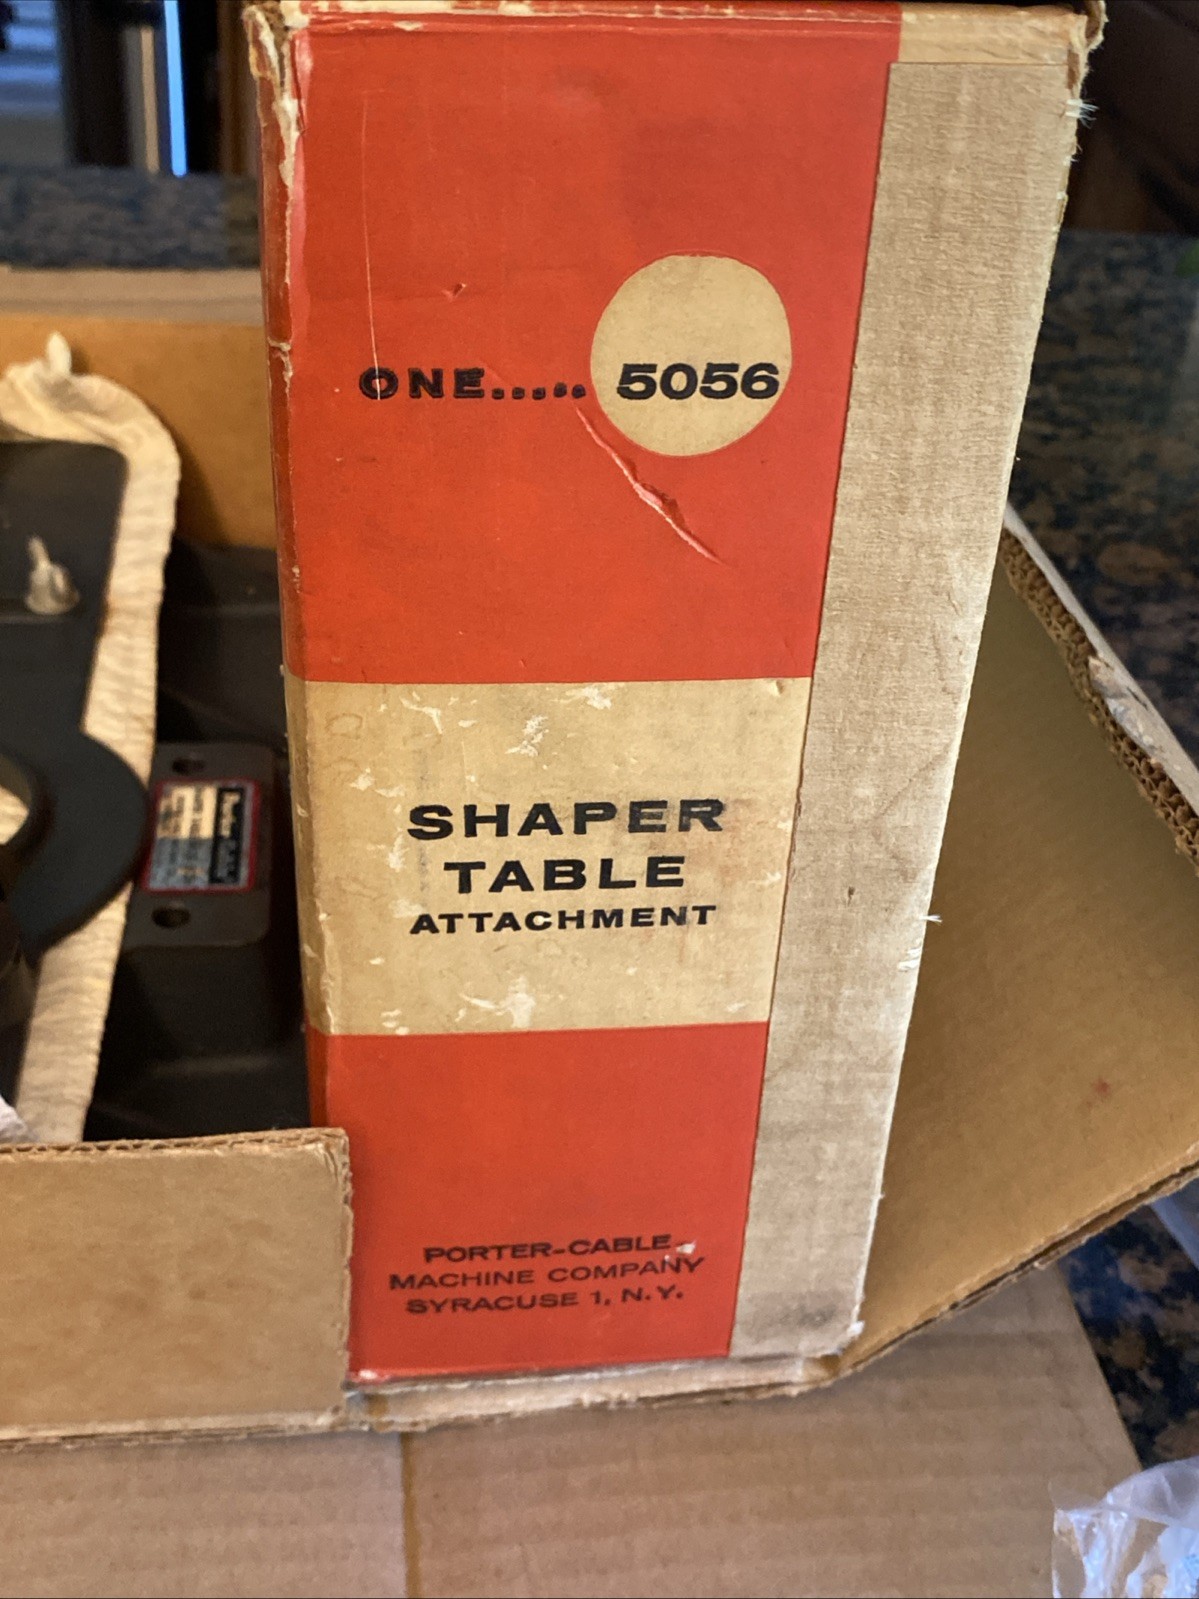 ONE..... 5056
SHAPER
TABLE
ATTACHMENT
PORTER-CABLE
MACHINE COMPANY
SYRACUSE 1, N.Y.